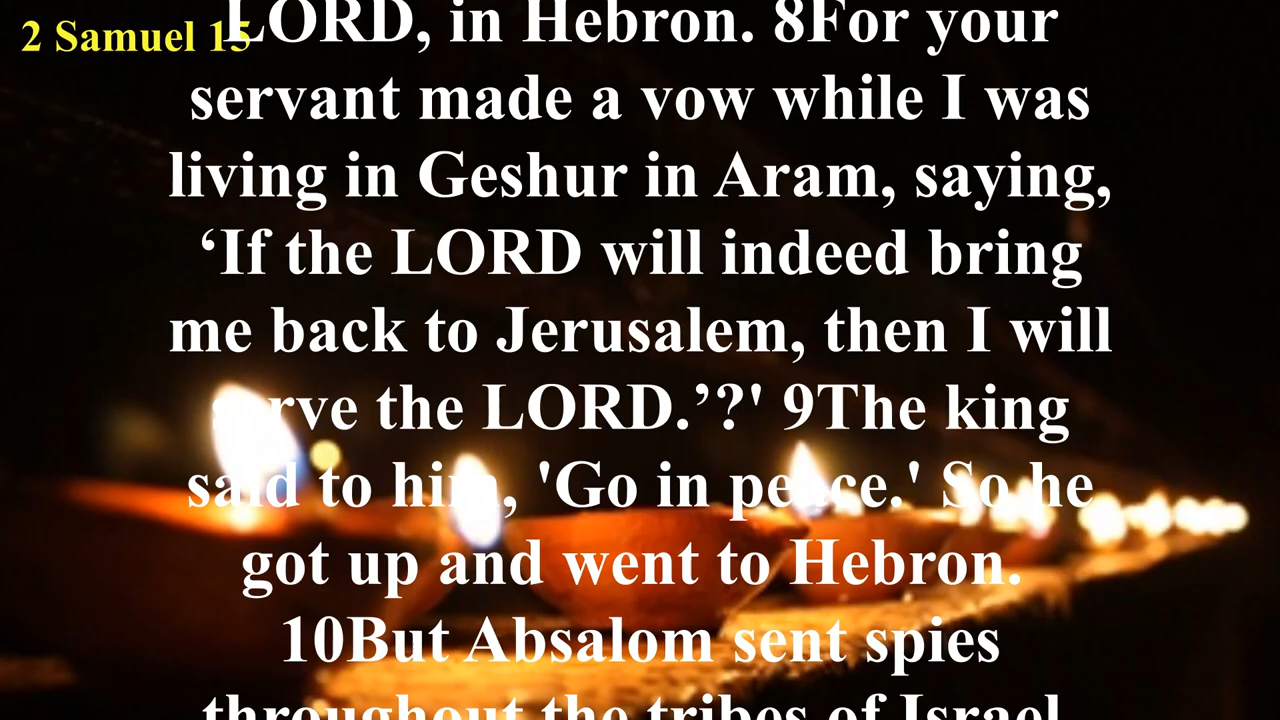 2 Samuel 15
LORD, in Hebron. 8For your
servant made a vow while I was
living in Geshur in Aram, saying,
‘If the LORD will indeed bring
me back to Jerusalem, then I will
serve the LORD.’?' 9The king
said to him, 'Go in peace.' So he
got up and went to Hebron.
10But Absalom sent spies
throughout the tribes of Israel